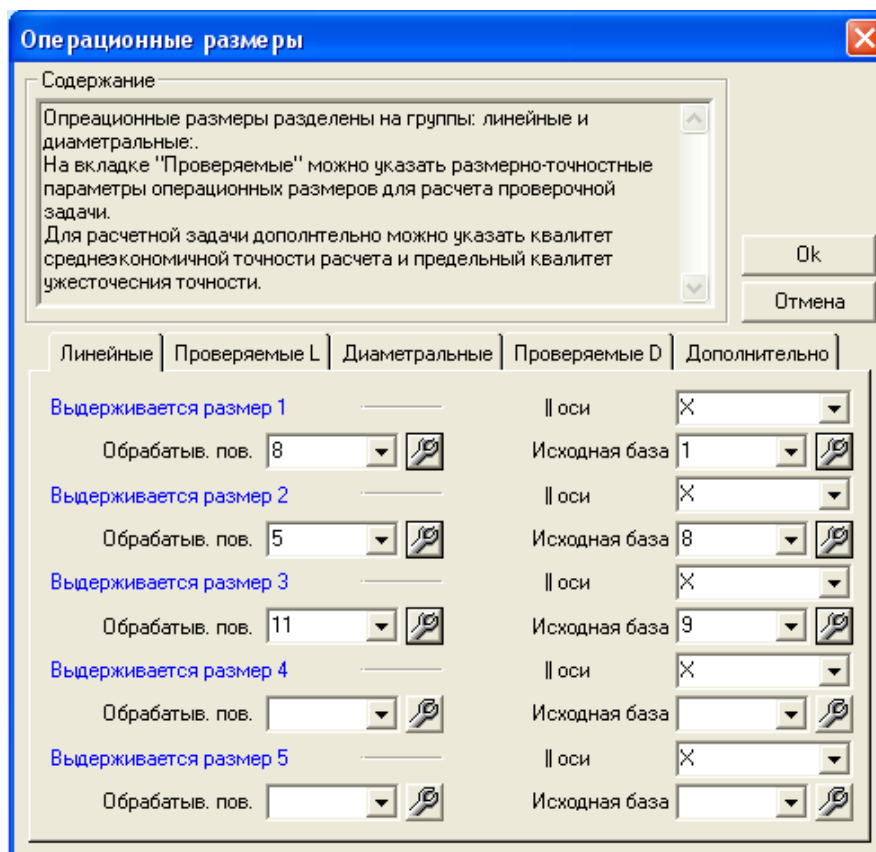 Операционные размеры
Содержание
Опреационные размеры разделены на группы: линейные и
диаметральные:.
На вкладке "Проверяемые" можно указать размерно-точностные
параметры операционных размеров для расчета проверочной
задачи.
Для расчетной задачи дополнтельно можно указать квалитет
среднеэкономичной точности расчета и предельный квалитет
ужесточесния точности.
Ok
Отмена
Линейные Проверяемые L Диаметральные Проверяемые D Дополнительно
Выдерживается размер 1 || оси X
Обрабатыв. пов. 8 Исходная база 1
Выдерживается размер 2 || оси X
Обрабатыв. пов. 5 Исходная база 8
Выдерживается размер 3 || оси X
Обрабатыв. пов. 11 Исходная база 9
Выдерживается размер 4 || оси X
Обрабатыв. пов. Исходная база
Выдерживается размер 5 || оси X
Обрабатыв. пов. Исходная база